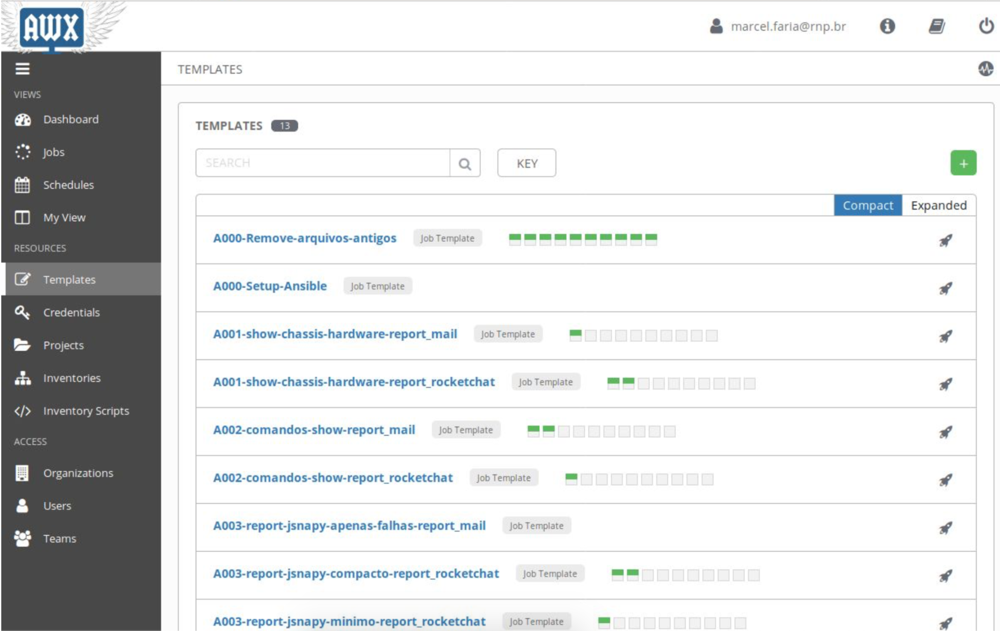 AWX
marcel.faria@rnp.br
TEMPLATES
VIEWS
Dashboard
Jobs
Schedules
My View
RESOURCES
Templates
Credentials
Projects
Inventories
Inventory Scripts
ACCESS
Organizations
Users
Teams
TEMPLATES 13
SEARCH KEY +
Compact Expanded
A000-Remove-arquivos-antigos Job Template
A000-Setup-Ansible Job Template
A001-show-chassis-hardware-report_mail Job Template
A001-show-chassis-hardware-report_rocketchat Job Template
A002-comandos-show-report_mail Job Template
A002-comandos-show-report_rocketchat Job Template
A003-report-jsnapy-apenas-falhas-report_mail Job Template
A003-report-jsnapy-compacto-report_rocketchat Job Template
A003-report-jsnapy-minimo-report_rocketchat Job Template